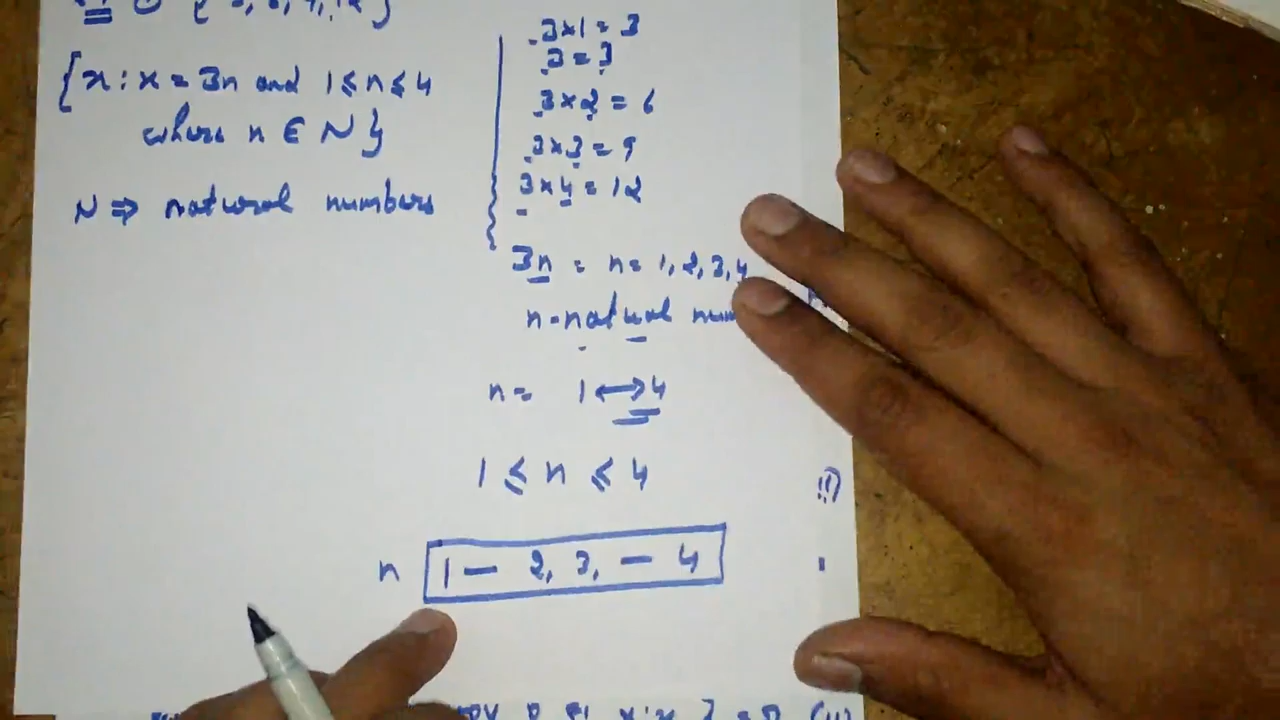 {x : x = 3n and 1 ≤ n ≤ 4
where n ∈ N}
N ⇒ natural numbers
3×1 = 3
3 = 3
3×2 = 6
3×3 = 9
3×4 = 12
3n = n = 1, 2, 3, 4
n - natural
n = 1 ↔ 4
1 ≤ n ≤ 4
n 1 — 2, 3, — 4